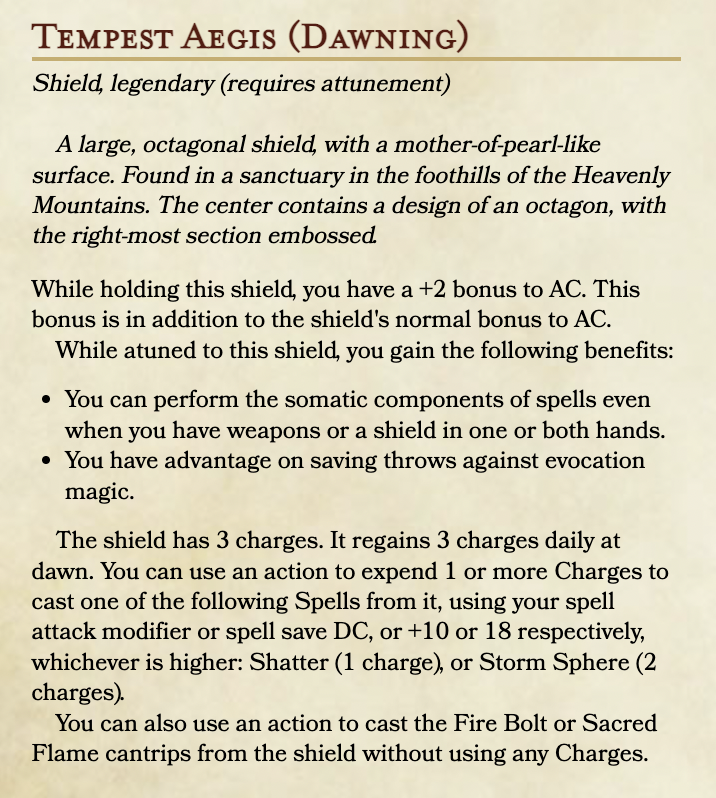 Tempest Aegis (Dawning)
Shield, legendary (requires attunement)
A large, octagonal shield, with a mother-of-pearl-like
surface. Found in a sanctuary in the foothills of the Heavenly
Mountains. The center contains a design of an octagon, with
the right-most section embossed.
While holding this shield, you have a +2 bonus to AC. This
bonus is in addition to the shield's normal bonus to AC.
While atuned to this shield, you gain the following benefits:
• You can perform the somatic components of spells even
when you have weapons or a shield in one or both hands.
• You have advantage on saving throws against evocation
magic.
The shield has 3 charges. It regains 3 charges daily at
dawn. You can use an action to expend 1 or more Charges to
cast one of the following Spells from it, using your spell
attack modifier or spell save DC, or +10 or 18 respectively,
whichever is higher: Shatter (1 charge), or Storm Sphere (2
charges).
You can also use an action to cast the Fire Bolt or Sacred
Flame cantrips from the shield without using any Charges.